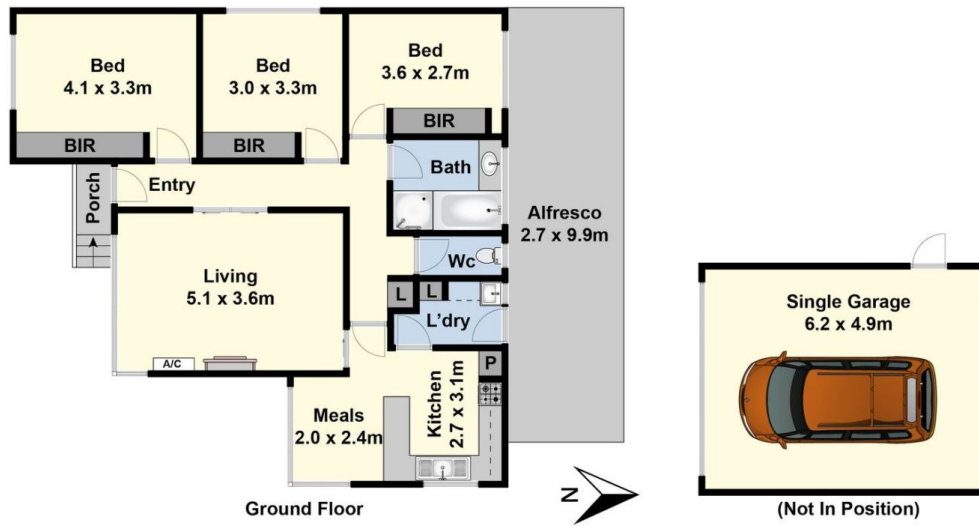 Bed
4.1 x 3.3m
BIR
Bed
3.0 x 3.3m
BIR
Bed
3.6 x 2.7m
BIR
Porch
Entry
Bath
Alfresco
2.7 x 9.9m
Living
5.1 x 3.6m
A/C
Wc
L
L
L'dry
P
Meals
2.0 x 2.4m
Kitchen
2.7 x 3.1m
Ground Floor
N
Single Garage
6.2 x 4.9m
(Not In Position)